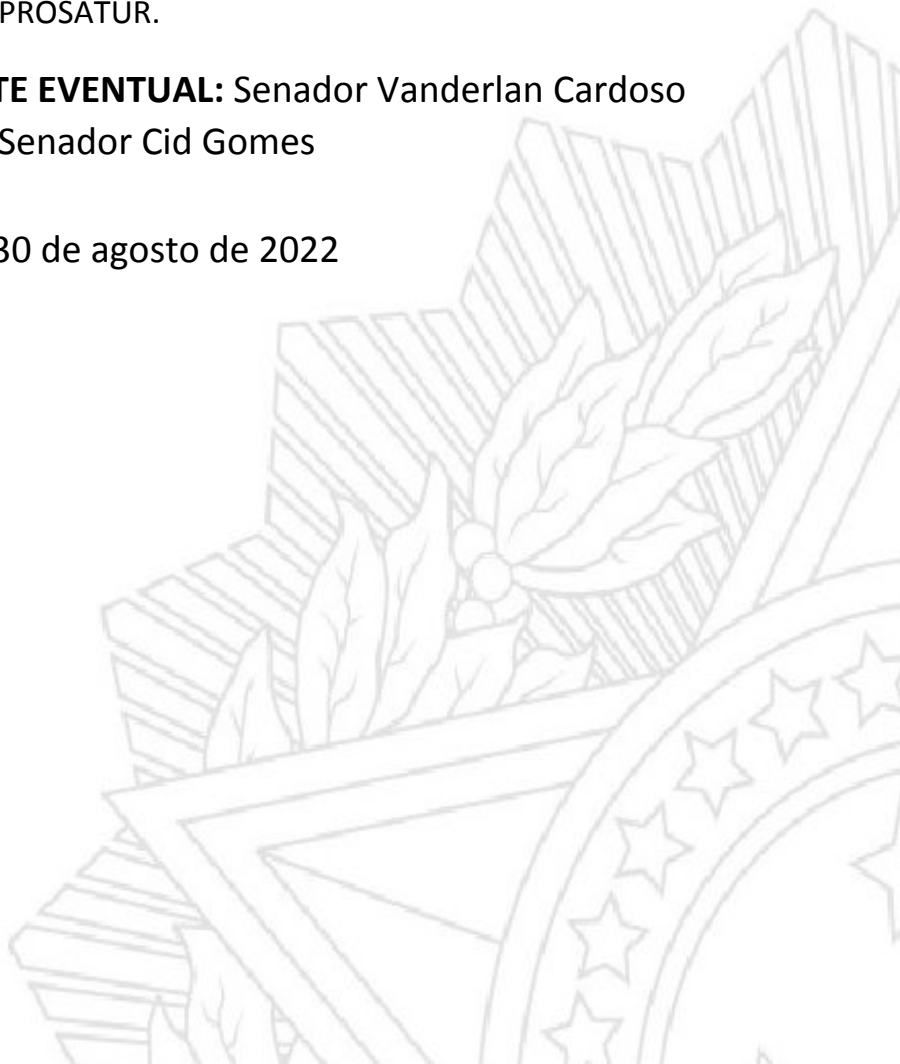 PROSATUR.
TE EVENTUAL: Senador Vanderlan Cardoso
Senador Cid Gomes
30 de agosto de 2022